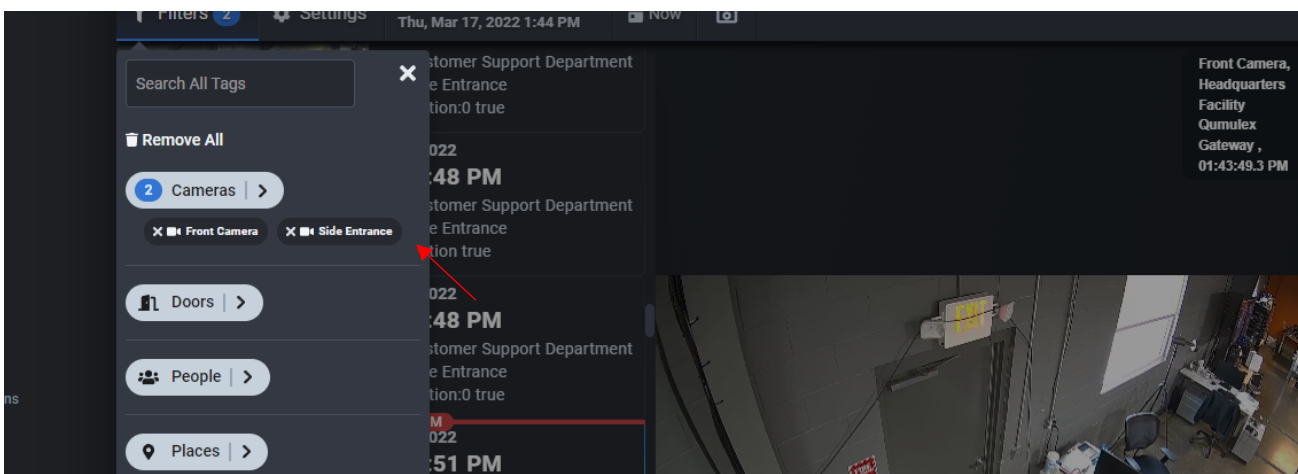 Filters 2
Settings
Thu, Mar 17, 2022 1:44 PM
Now
Search All Tags
Remove All
2 Cameras
Front Camera
Side Entrance
Doors
People
Places
stomer Support Department
e Entrance
tion:0 true
022
:48 PM
stomer Support Department
e Entrance
tion true
022
:48 PM
stomer Support Department
e Entrance
tion:0 true
M
022
:51 PM
Front Camera,
Headquarters
Facility
Qumulex
Gateway ,
01:43:49.3 PM
EXIT
ns